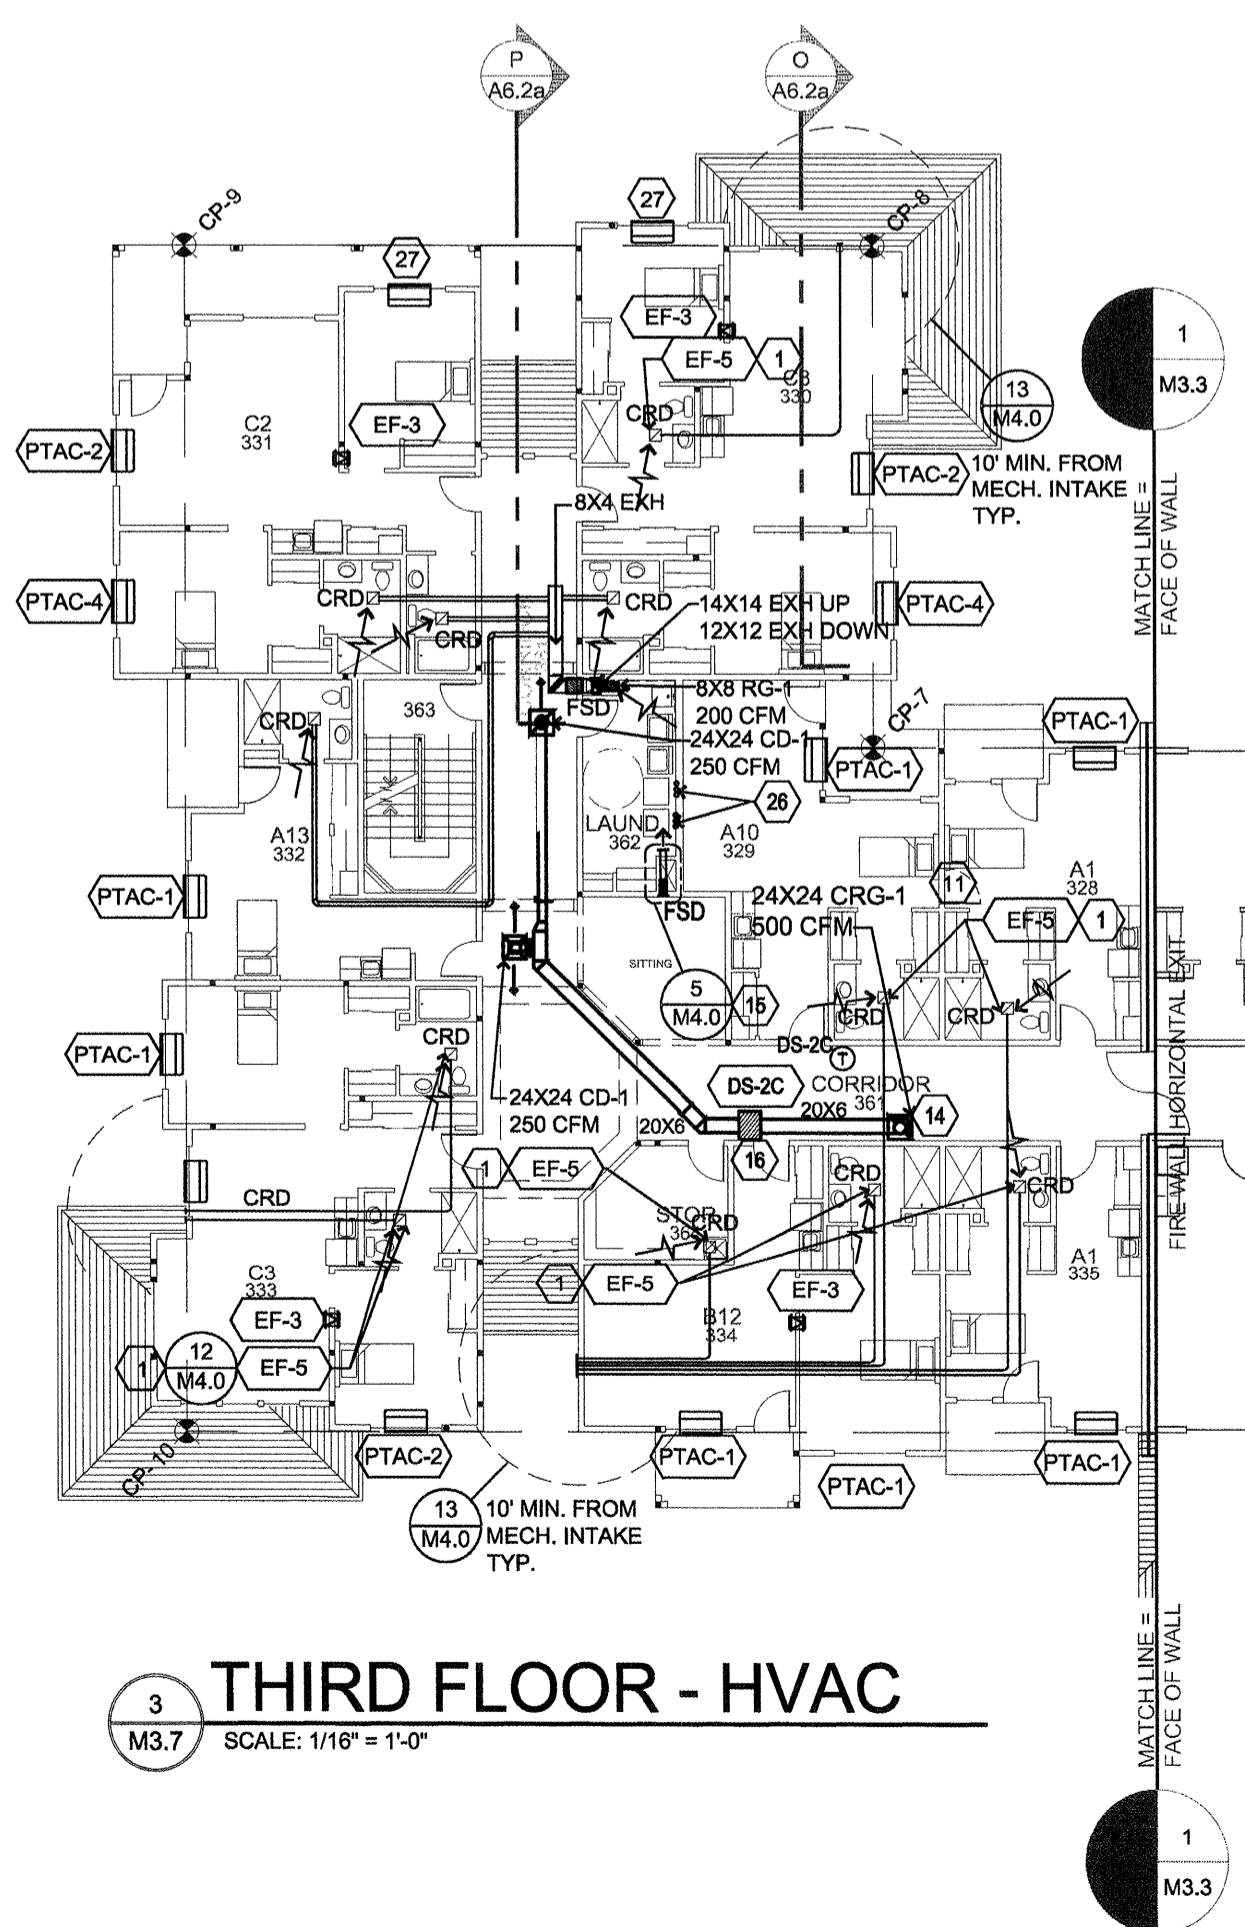 P
A6.2a
O
A6.2a
CP-9
27
27
CP-8
EF-3
EF-5
1
C3
330
1
M3.3
13
M4.0
C2
331
EF-3
CRD
PTAC-2
PTAC-2
10' MIN. FROM
MECH. INTAKE
TYP.
8X4 EXH
MATCH LINE =
FACE OF WALL
PTAC-4
CRD
CRD
CRD
14X14 EXH UP
12X12 EXH DOWN
PTAC-4
363
FSD
8X8 RG-1
200 CFM
CRD
24X24 CD-1
250 CFM
CP-7
PTAC-1
PTAC-1
26
LAUND
362
A10
329
A13
332
PTAC-1
11
A1
328
24X24 CRG-1
500 CFM
FSD
EF-5
1
SITTING
5
M4.0
15
CRD
CRD
FIREWALL HORIZONTAL EXIT
PTAC-1
CRD
DS-2C
T
DS-2C
CORRIDOR
361
24X24 CD-1
250 CFM
20X6
20X6
14
16
1
EF-5
CRD
CRD
CRD
STOR
CRD
C3
333
1
EF-5
EF-3
A1
335
EF-3
B12
334
1
12
M4.0
EF-5
CP-10
PTAC-2
PTAC-1
PTAC-1
PTAC-1
13
M4.0
10' MIN. FROM
MECH. INTAKE
TYP.
MATCH LINE =
FACE OF WALL
3
M3.7
THIRD FLOOR - HVAC
SCALE: 1/16" = 1'-0"
1
M3.3